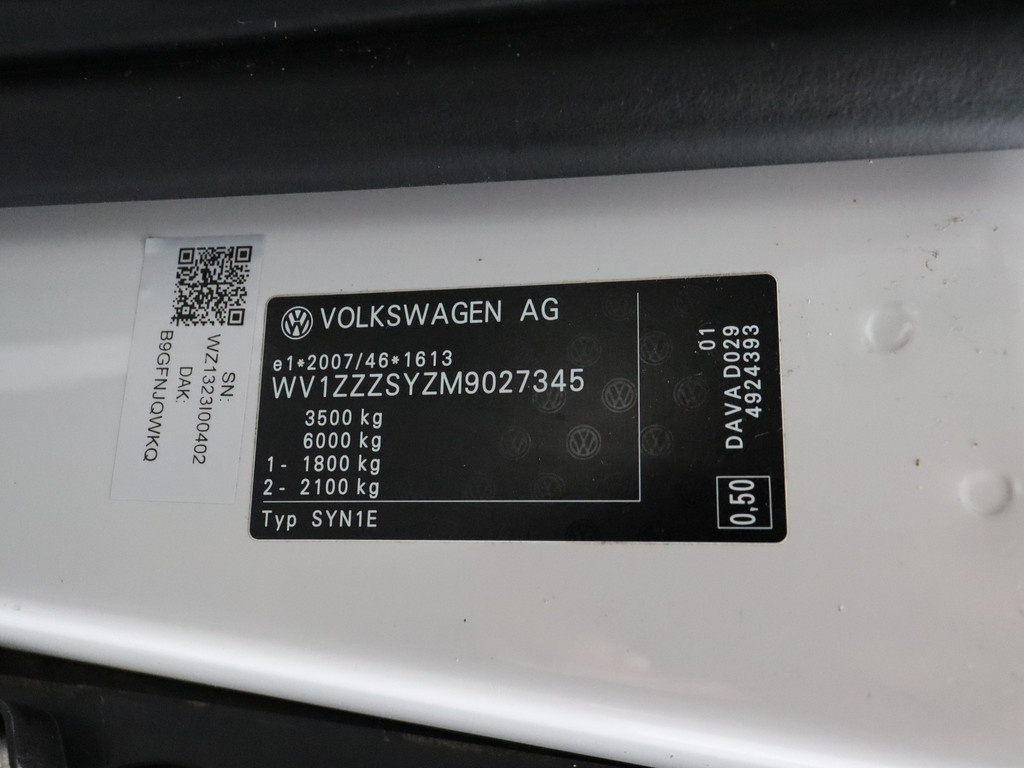 VOLKSWAGEN AG
e1*2007/46*1613
WV1ZZZSYZM9027345
3500 kg
6000 kg
1- 1800 kg
2- 2100 kg
Typ SYN1E
01
DAVA D029
4924393
0,50
SN:
WZ1323I00402
DAK:
B9GFNJQWKQ